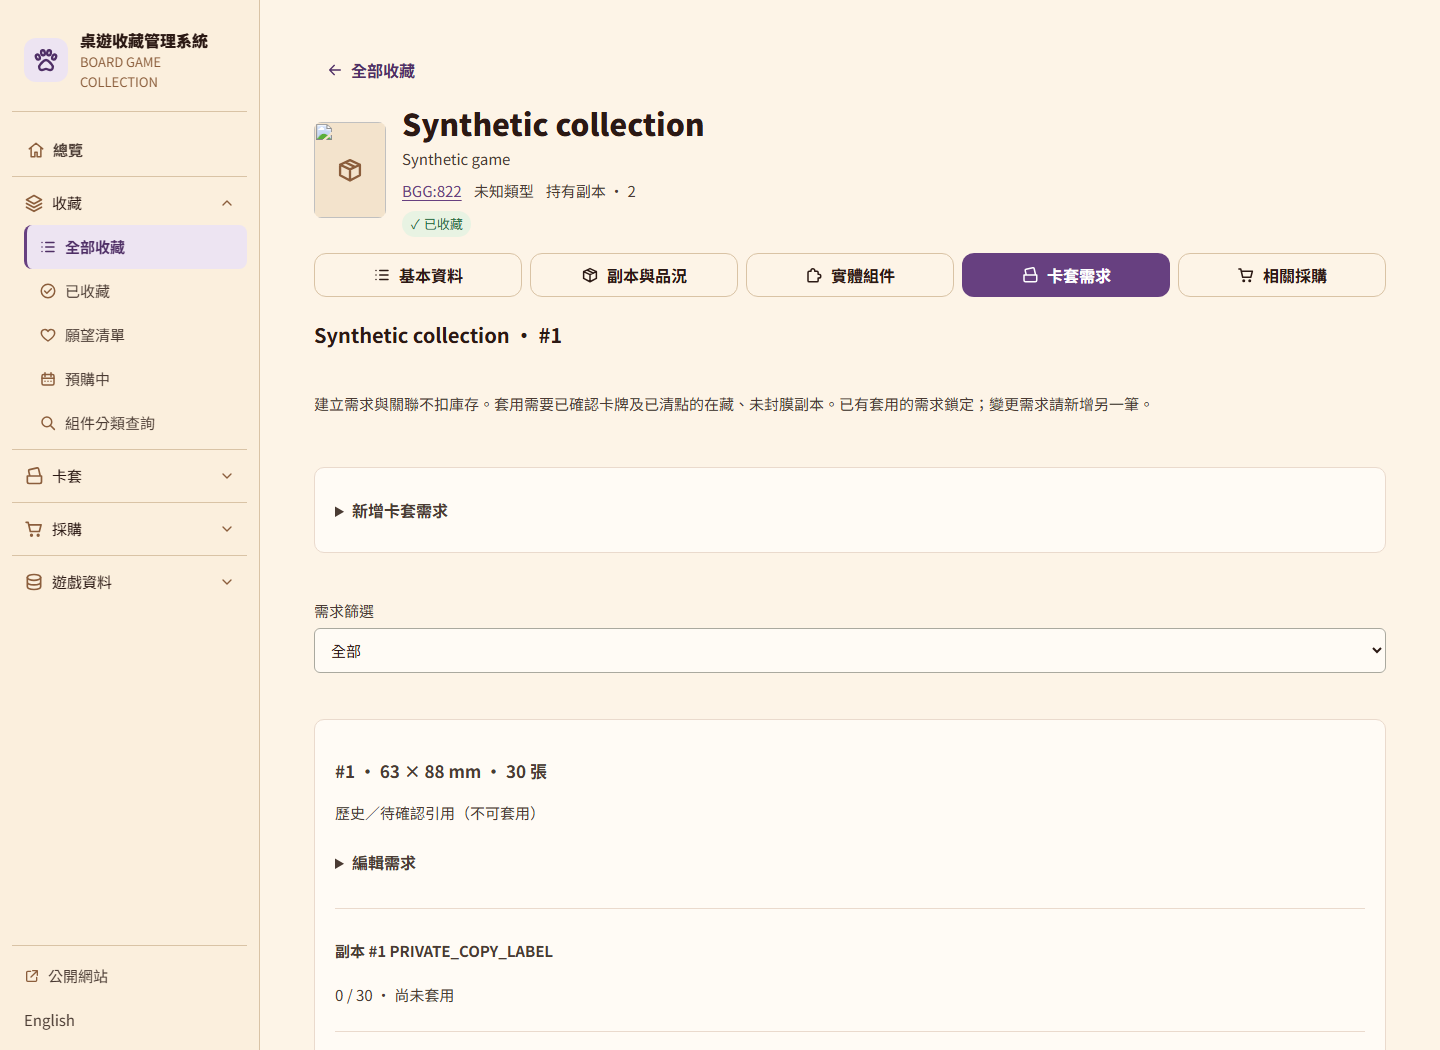 桌遊收藏管理系統
BOARD GAME
COLLECTION
總覽
收藏
全部收藏
已收藏
願望清單
預購中
組件分類查詢
卡套
採購
遊戲資料
公開網站
English
← 全部收藏
Synthetic collection
Synthetic game
BGG:822 未知類型 持有副本 · 2
✓ 已收藏
基本資料
副本與品況
實體組件
卡套需求
相關採購
Synthetic collection · #1
建立需求與關聯不扣庫存。套用需要已確認卡牌及已清點的在藏、未封膜副本。已有套用的需求鎖定；變更需求請新增另一筆。
▶ 新增卡套需求
需求篩選
全部
#1 · 63 × 88 mm · 30 張
歷史／待確認引用（不可套用）
▶ 編輯需求
副本 #1 PRIVATE_COPY_LABEL
0 / 30 · 尚未套用